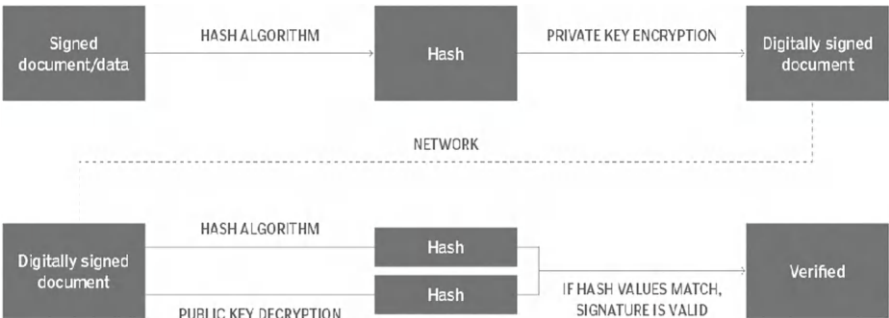 Signed
document/data
HASH ALGORITHM
Hash
PRIVATE KEY ENCRYPTION
Digitally signed
document
NETWORK
Digitally signed
document
HASH ALGORITHM
Hash
PUBLIC KEY DECRYPTION
Hash
IF HASH VALUES MATCH,
SIGNATURE IS VALID
Verified